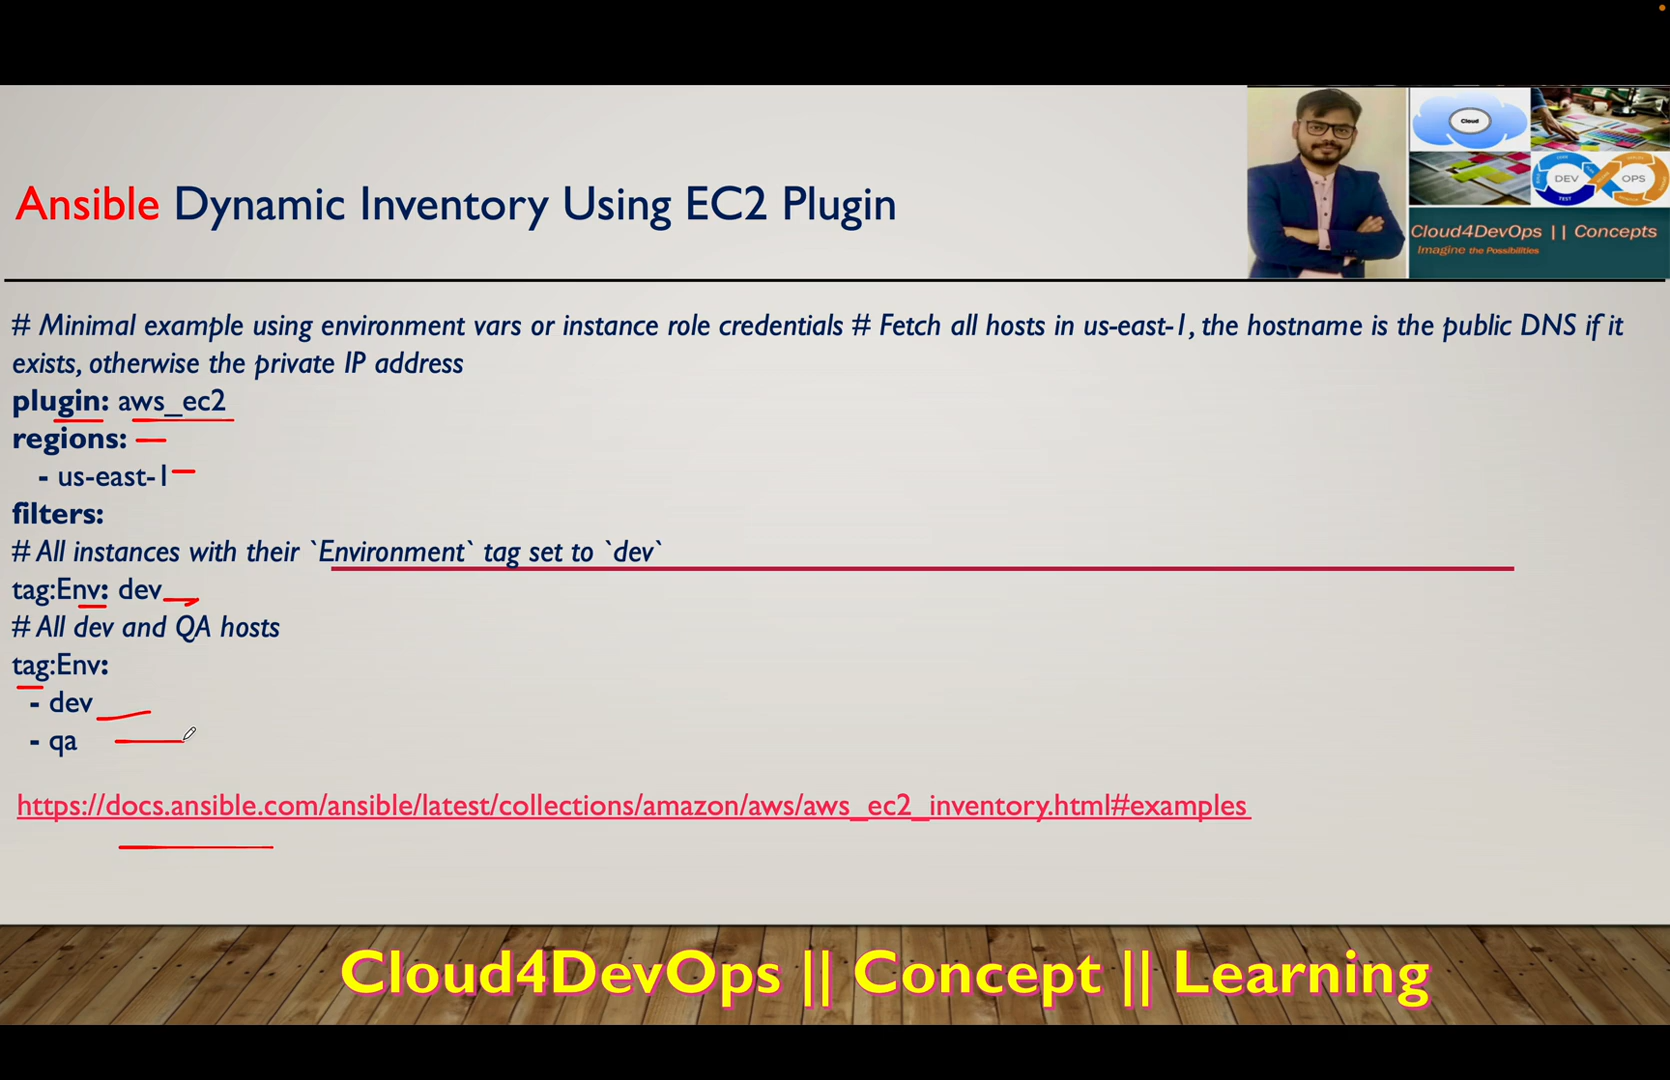 Ansible Dynamic Inventory Using EC2 Plugin
Cloud
DEV
OPS
TEST
Cloud4DevOps || Concepts
Imagine the Possibilities
# Minimal example using environment vars or instance role credentials # Fetch all hosts in us-east-1, the hostname is the public DNS if it
exists, otherwise the private IP address
plugin: aws_ec2
regions:
- us-east-1
filters:
# All instances with their `Environment` tag set to `dev`
tag:Env: dev
# All dev and QA hosts
tag:Env:
- dev
- qa
https://docs.ansible.com/ansible/latest/collections/amazon/aws/aws_ec2_inventory.html#examples
Cloud4DevOps || Concept || Learning